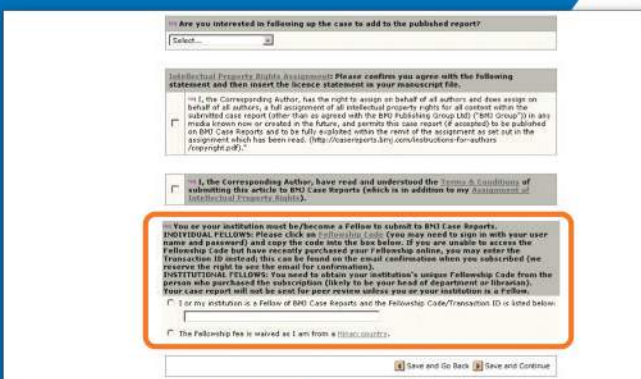 Are you interested in following up the case to add to the published report?
Select...
Intellectual Property Rights Assignment: Please confirm you agree with the following
statement and then insert the licence statement in your manuscript file.
"I, the Corresponding Author, has the right to assign on behalf of all authors and does assign on
behalf of all authors, a full assignment of all intellectual property rights for all content within the
submitted case report (other than as agreed with the BMJ Publishing Group Ltd) ("BMJ Group")) in any
media known now or created in the future, and permits this case report (if accepted) to be published
on BMJ Case Reports and to be fully exploited within the remit of the assignment as set out in the
assignment which has been read. (http://casereports.bmj.com/instructions-for-authors
/copyright.pdf)."
I, the Corresponding Author, have read and understood the Terms & Conditions of
submitting this article to BMJ Case Reports (which is in addition to my Assignment of
Intellectual Property Rights).
You or your institution must be/become a Fellow to submit to BMJ Case Reports.
INDIVIDUAL FELLOWS: Please click on Fellowship Code (you may need to sign in with your user
name and password) and copy the code into the box below. If you are unable to access the
Fellowship Code but have recently purchased your Fellowship online, you may enter the
Transaction ID instead; this can be found on the email confirmation when you subscribed (we
reserve the right to see the email for confirmation).
INSTITUTIONAL FELLOWS: You need to obtain your institution's unique Fellowship Code from the
person who purchased the subscription (likely to be your head of department or librarian).
Your case report will not be sent for peer review unless you or your institution is a Fellow.
I or my institution is a Fellow of BMJ Case Reports and the Fellowship Code/Transaction ID is listed below:
The Fellowship fee is waived as I am from a Hinari country.
Save and Go Back Save and Continue